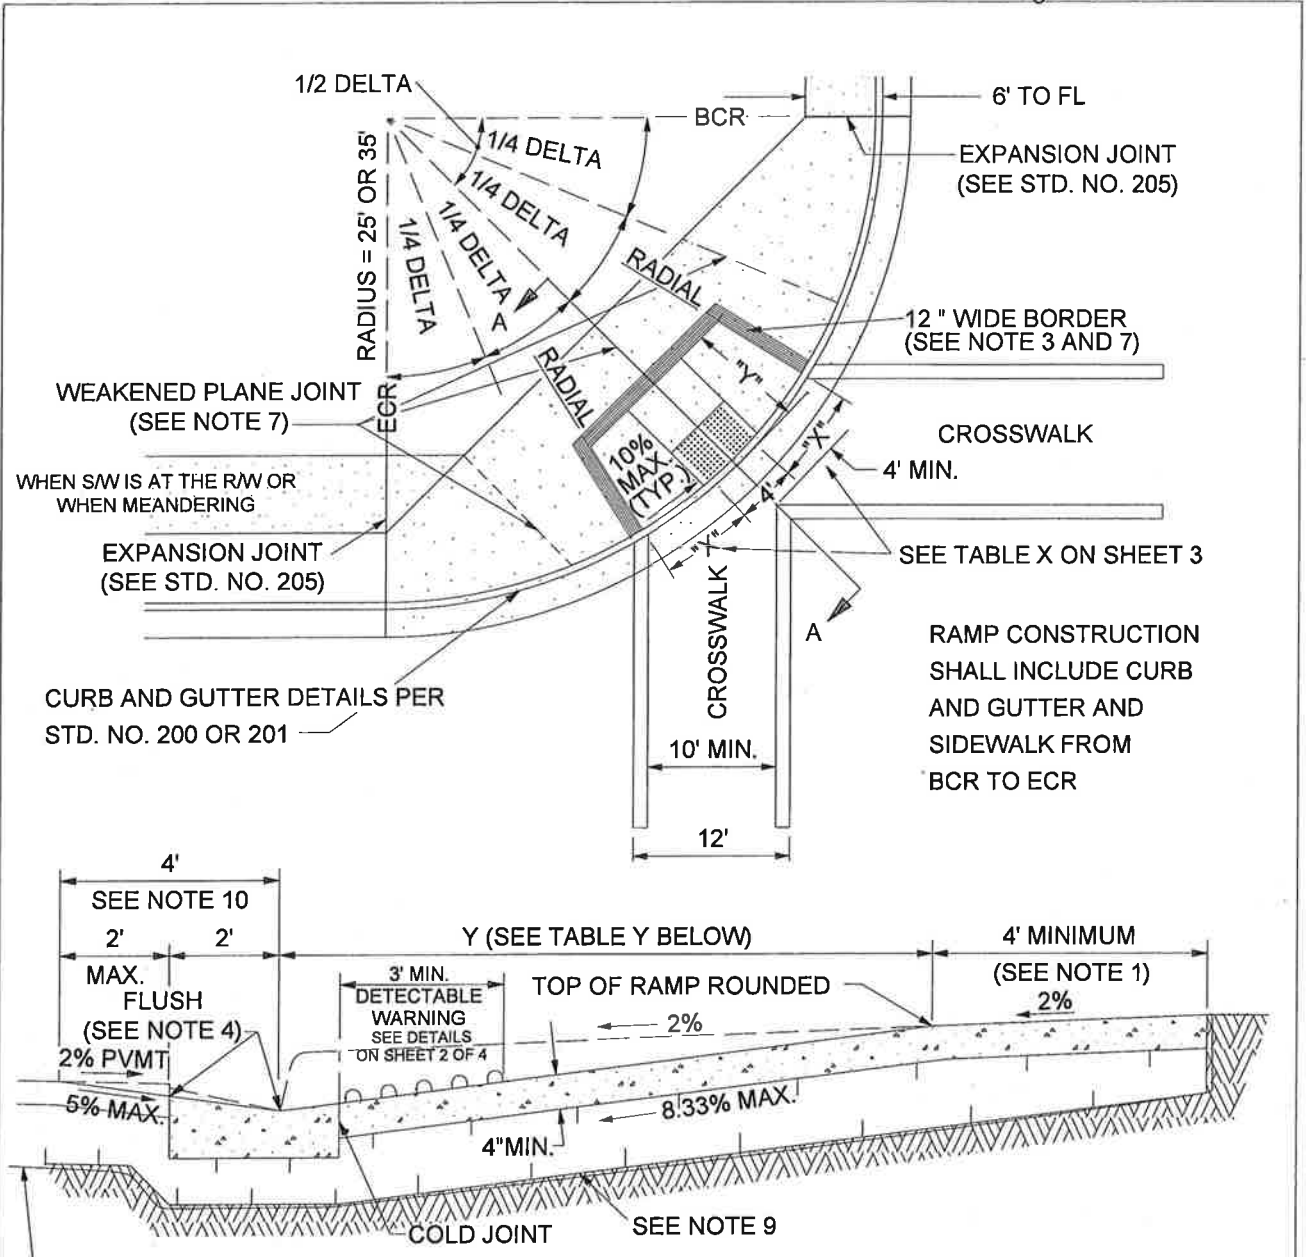 1/2 DELTA
BCR
6' TO FL
1/4 DELTA
1/4 DELTA
1/4 DELTA
1/4 DELTA
RADIUS = 25' OR 35'
EXPANSION JOINT
(SEE STD. NO. 205)
RADIAL
A
12 " WIDE BORDER
(SEE NOTE 3 AND 7)
RADIAL
"Y"
WEAKENED PLANE JOINT
(SEE NOTE 7)
ECR
"X"
CROSSWALK
4' MIN.
10%
MAX.
(TYP.)
4'
WHEN S/W IS AT THE R/W OR
WHEN MEANDERING
EXPANSION JOINT
(SEE STD. NO. 205)
"X"
SEE TABLE X ON SHEET 3
CROSSWALK
A
RAMP CONSTRUCTION
SHALL INCLUDE CURB
AND GUTTER AND
SIDEWALK FROM
BCR TO ECR
CURB AND GUTTER DETAILS PER
STD. NO. 200 OR 201
10' MIN.
12'
4'
SEE NOTE 10
2'
MAX.
2'
Y (SEE TABLE Y BELOW)
4' MINIMUM
(SEE NOTE 1)
FLUSH
(SEE NOTE 4)
3' MIN.
DETECTABLE
WARNING
SEE DETAILS
ON SHEET 2 OF 4
TOP OF RAMP ROUNDED
2%
2%
2% PVMT
5% MAX.
8.33% MAX.
4"MIN.
COLD JOINT
SEE NOTE 9